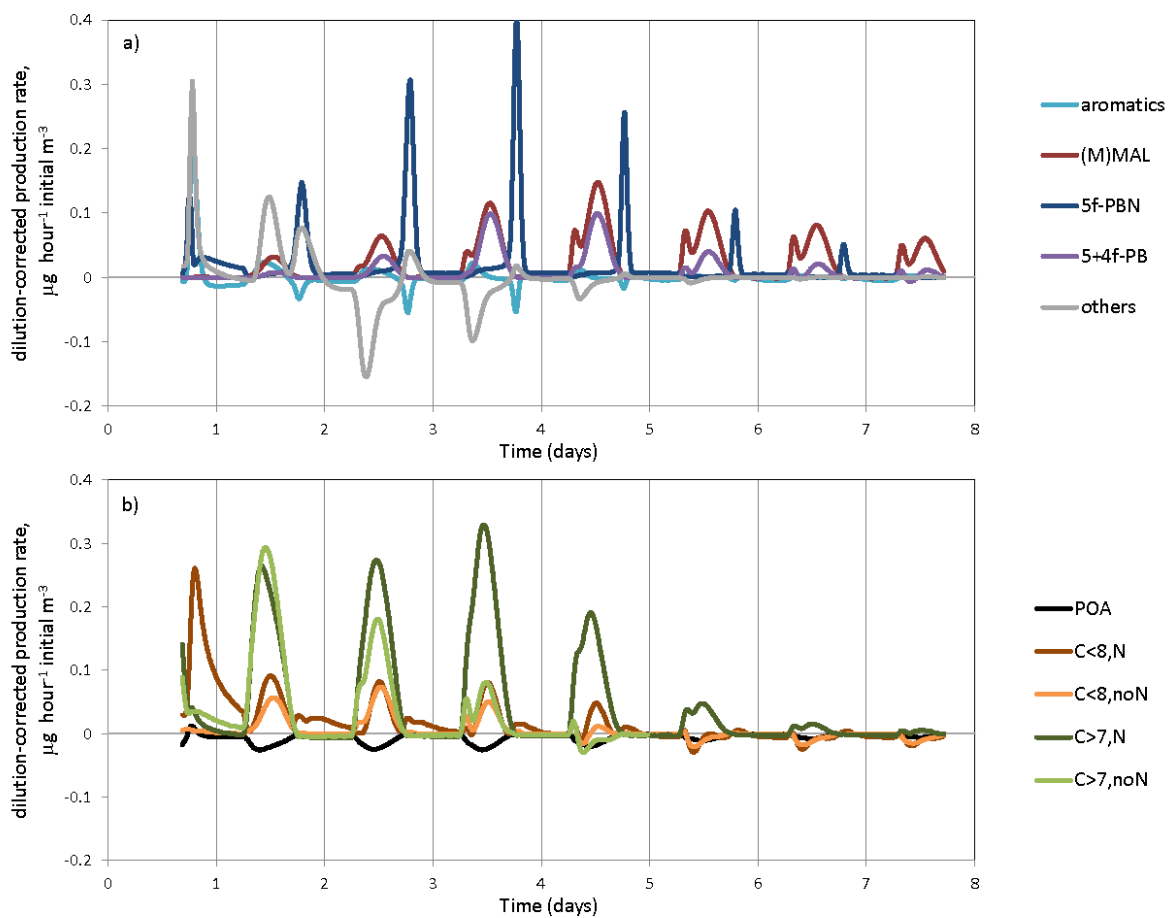 a)
dilution-corrected production rate,
μg hour⁻¹ initial m⁻³
0.4
0.3
0.2
0.1
0
-0.1
-0.2
0 1 2 3 4 5 6 7 8
Time (days)
aromatics
(M)MAL
5f-PBN
5+4f-PB
others
b)
dilution-corrected production rate,
μg hour⁻¹ initial m⁻³
0.4
0.3
0.2
0.1
0
-0.1
-0.2
0 1 2 3 4 5 6 7 8
Time (days)
POA
C<8,N
C<8,noN
C>7,N
C>7,noN